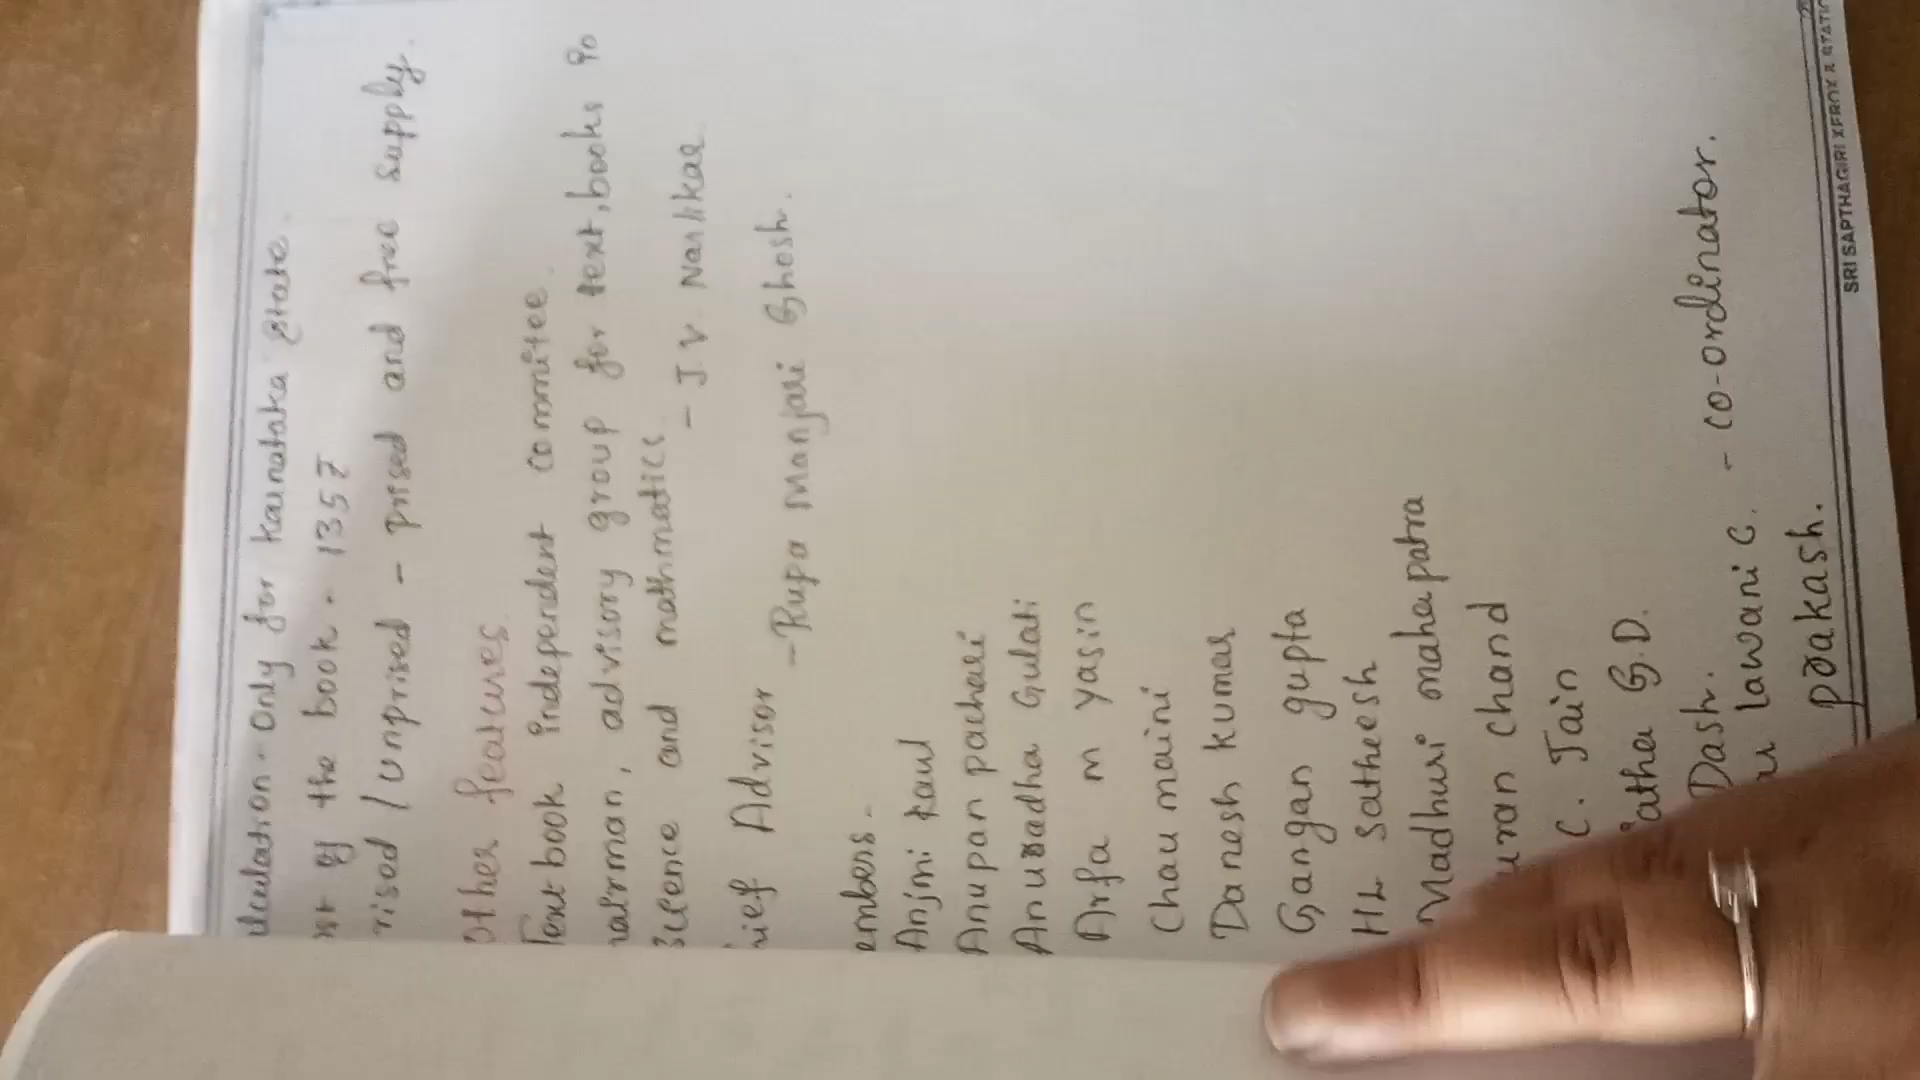 only for karnataka state.
of the book. - 135₹
/ unprised - prised and free supply.
Other features
Text book independent committee.
advisory group for text,books
science and mathmatics.
- J.V. Narlikar
Advisor
- Rupa Manjari Ghosh.
Anjni kaul
Anupan pachari
Anuradha Gulati
Arfa m yasin
Chau maini
Danesh kumar
Gangan gupta
HL Satheesh
Madhuri mahapatra
chand
C. Jain
G.D.
Dash.
lawani C. - co-ordinator.
prakash.
SRI SAPTHAGIRI XEROX &